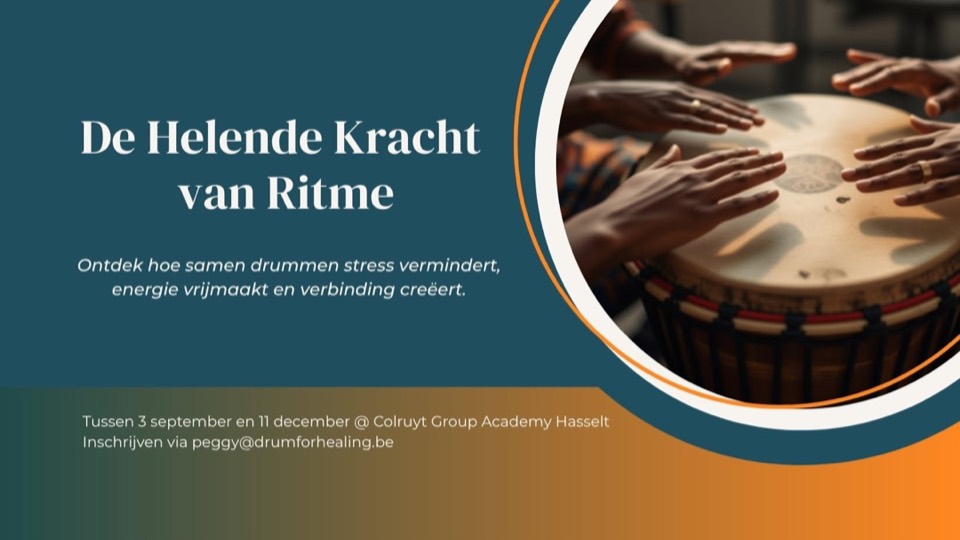 De Helende Kracht
van Ritme
Ontdek hoe samen drummen stress vermindert,
energie vrijmaakt en verbinding creëert.
Tussen 3 september en 11 december @ Colruyt Group Academy Hasselt
Inschrijven via peggy@drumforhealing.be